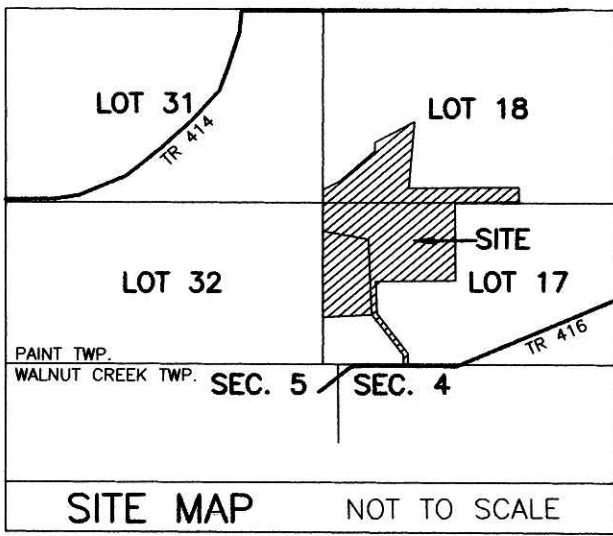 LOT 31
TR 414
LOT 18
SITE
LOT 32
LOT 17
TR 416
PAINT TWP.
WALNUT CREEK TWP.
SEC. 5
SEC. 4
SITE MAP
NOT TO SCALE